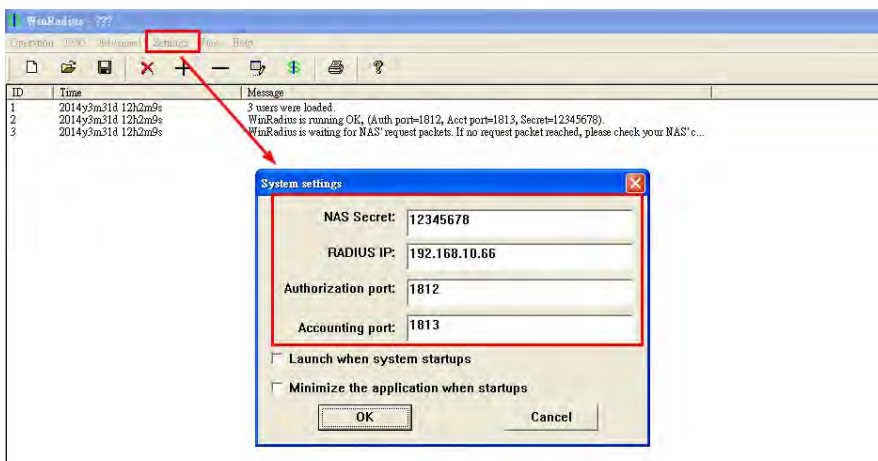 WinRadius - ???
Operation LOG Advanced Settings View Help
ID Time Message
1 2014y3m31d 12h2m9s 3 users were loaded.
2 2014y3m31d 12h2m9s WinRadius is running OK, (Auth port=1812, Acct port=1813, Secret=12345678).
3 2014y3m31d 12h2m9s WinRadius is waiting for NAS' request packets. If no request packet reached, please check your NAS' c...
System settings
NAS Secret: 12345678
RADIUS IP: 192.168.10.66
Authorization port: 1812
Accounting port: 1813
Launch when system startups
Minimize the application when startups
OK Cancel